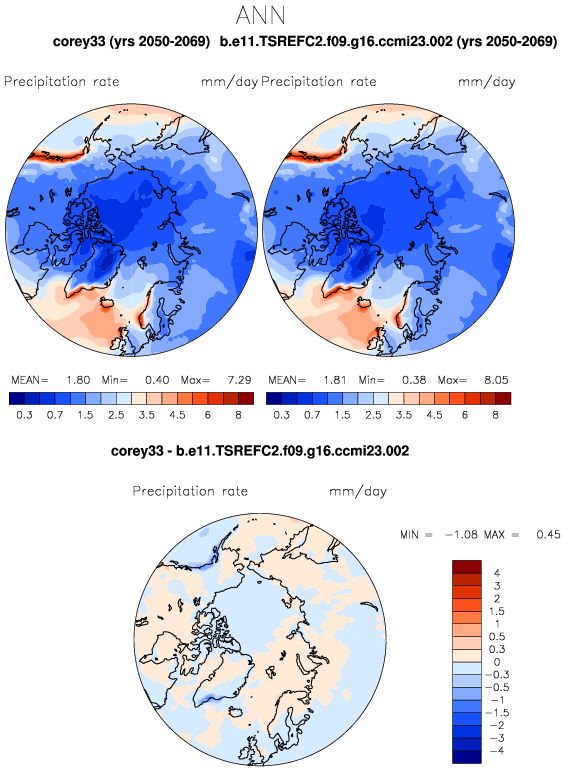 ANN
corey33 (yrs 2050-2069) b.e11.TSREFC2.f09.g16.ccmi23.002 (yrs 2050-2069)
Precipitation rate mm/day Precipitation rate mm/day
MEAN= 1.80 Min= 0.40 Max= 7.29 MEAN= 1.81 Min= 0.38 Max= 8.05
0.3 0.7 1.5 2.5 3.5 4.5 6 8 0.3 0.7 1.5 2.5 3.5 4.5 6 8
corey33 - b.e11.TSREFC2.f09.g16.ccmi23.002
Precipitation rate mm/day
MIN = -1.08 MAX = 0.45
4
3
2
1.5
1
0.5
0.3
0
-0.3
-0.5
-1
-1.5
-2
-3
-4